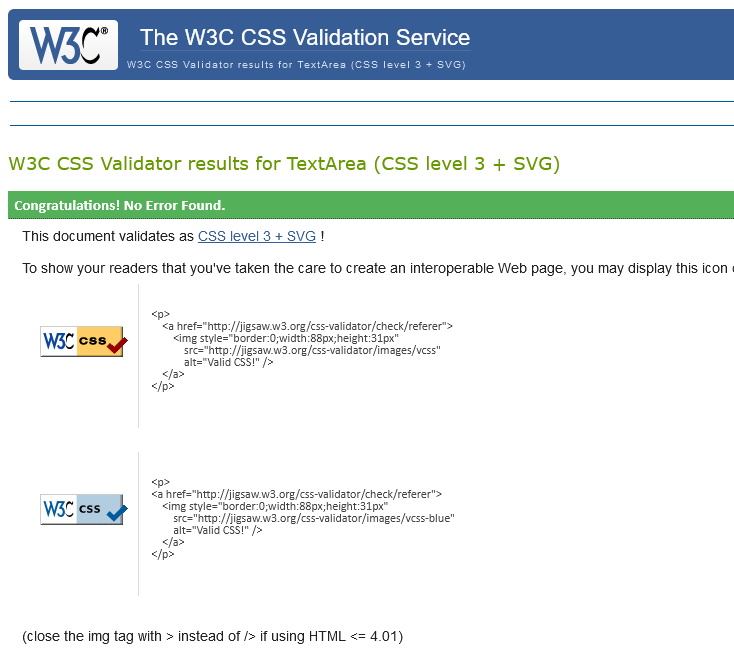 W3C® The W3C CSS Validation Service
W3C CSS Validator results for TextArea (CSS level 3 + SVG)
W3C CSS Validator results for TextArea (CSS level 3 + SVG)
Congratulations! No Error Found.
This document validates as CSS level 3 + SVG !
To show your readers that you've taken the care to create an interoperable Web page, you may display this icon
<p>
<a href="http://jigsaw.w3.org/css-validator/check/referer">
<img style="border:0;width:88px;height:31px"
src="http://jigsaw.w3.org/css-validator/images/vcss"
alt="Valid CSS!" />
</a>
</p>
W3C CSS
<p>
<a href="http://jigsaw.w3.org/css-validator/check/referer">
<img style="border:0;width:88px;height:31px"
src="http://jigsaw.w3.org/css-validator/images/vcss-blue"
alt="Valid CSS!" />
</a>
</p>
W3C CSS
(close the img tag with > instead of /> if using HTML <= 4.01)